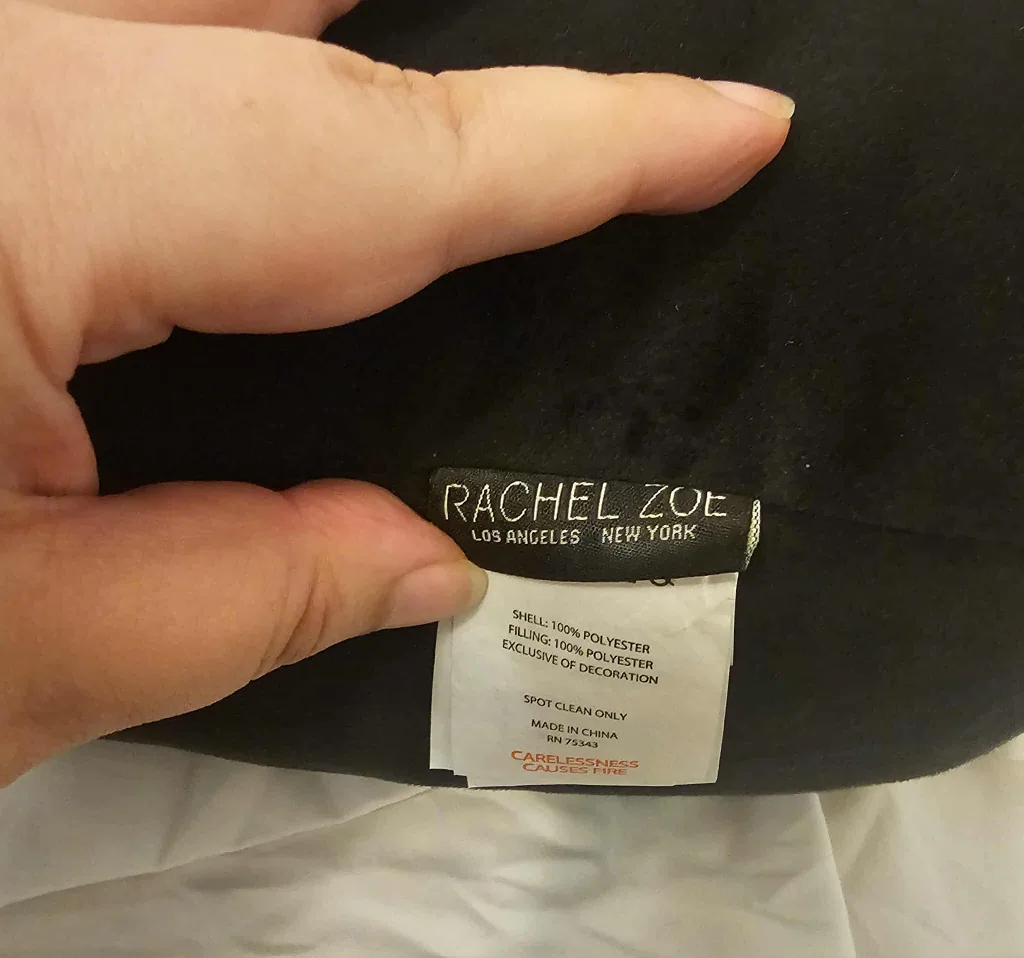 RACHEL ZOE
LOS ANGELES NEW YORK
SHELL: 100% POLYESTER
FILLING: 100% POLYESTER
EXCLUSIVE OF DECORATION
SPOT CLEAN ONLY
MADE IN CHINA
RN 75343
CARELESSNESS
CAUSES FIRE